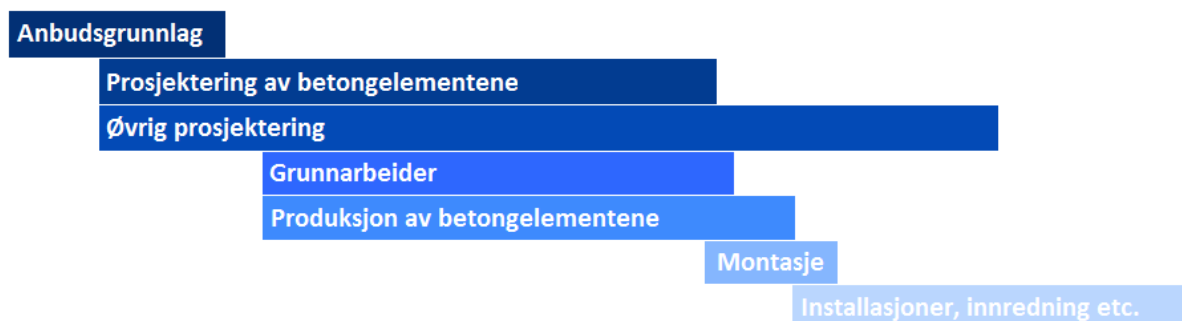 Anbudsgrunnlag
Prosjektering av betongelementene
Øvrig prosjektering
Grunnarbeider
Produksjon av betongelementene
Montasje
Installasjoner, innredning etc.